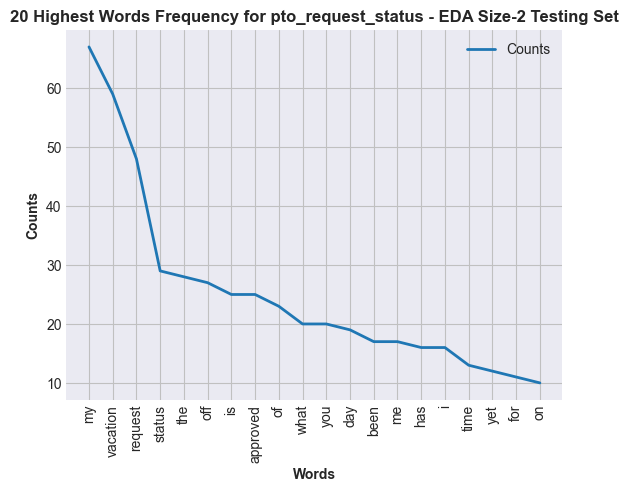 20 Highest Words Frequency for pto_request_status - EDA Size-2 Testing Set
Counts
Counts
60
50
40
30
20
10
my
vacation
request
status
the
off
is
approved
of
what
you
day
been
me
has
i
time
yet
for
on
Words